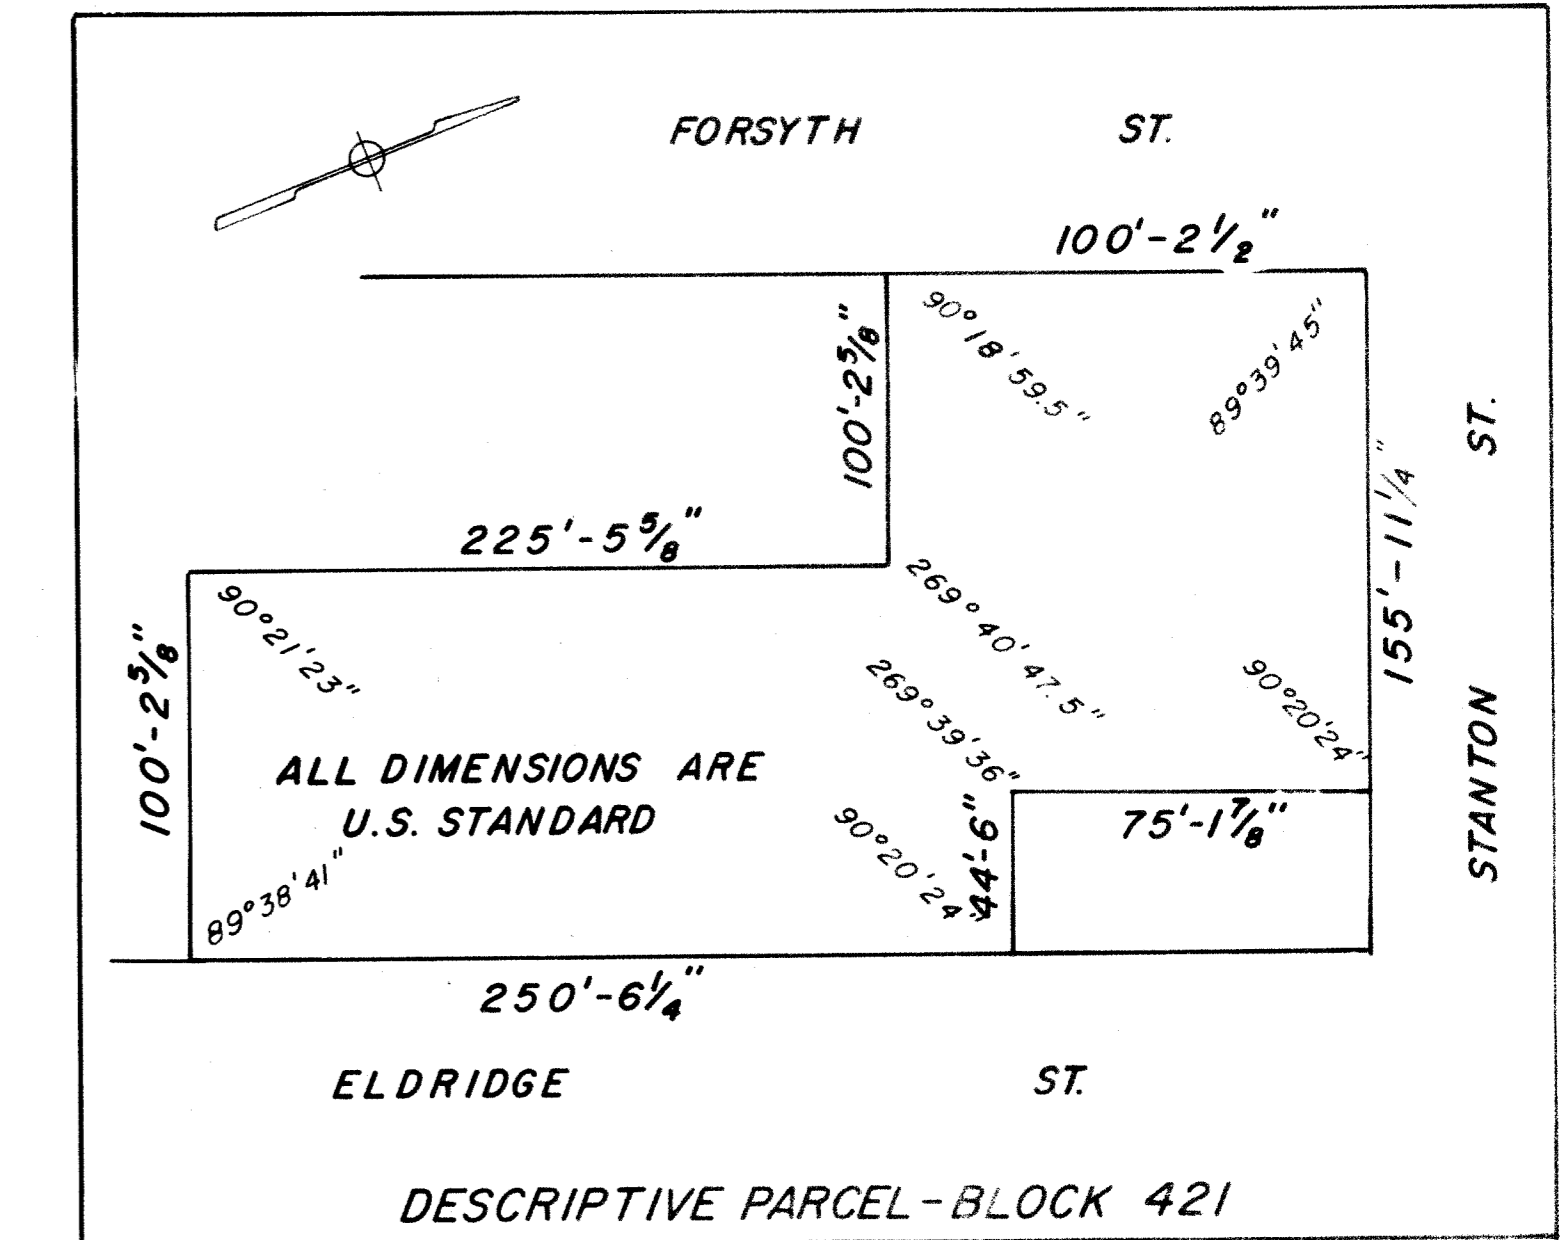 FORSYTH ST.
100'-2 1/2"
90°18'59.5"
89°39'45"
100'-2 5/8"
ST.
155'-11 1/4"
225'-5 5/8"
90°21'23"
269°40'47.5"
269°39'36"
90°20'24"
100'-2 5/8"
STANTON
ALL DIMENSIONS ARE
U.S. STANDARD
44'-6"
75'-1 7/8"
90°20'24"
89°38'41"
250'-6 1/4"
ELDRIDGE ST.
DESCRIPTIVE PARCEL-BLOCK 421